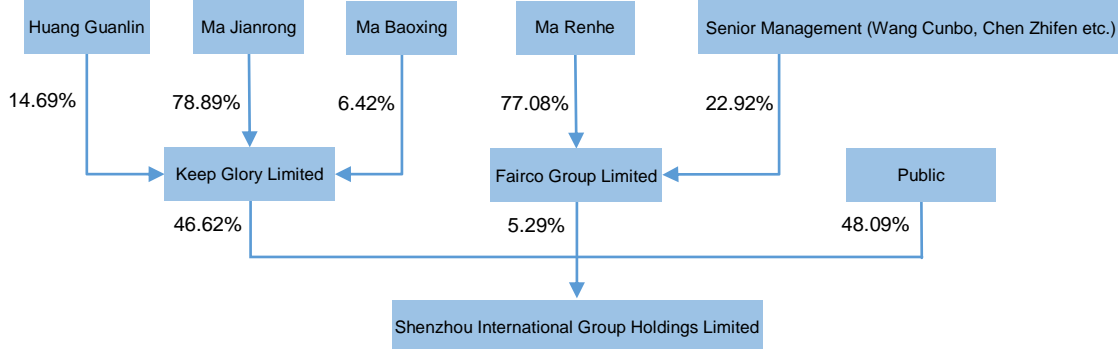 Huang Guanlin
Ma Jianrong
Ma Baoxing
Ma Renhe
Senior Management (Wang Cunbo, Chen Zhifen etc.)
14.69%
78.89%
6.42%
77.08%
22.92%
Keep Glory Limited
Fairco Group Limited
Public
46.62%
5.29%
48.09%
Shenzhou International Group Holdings Limited